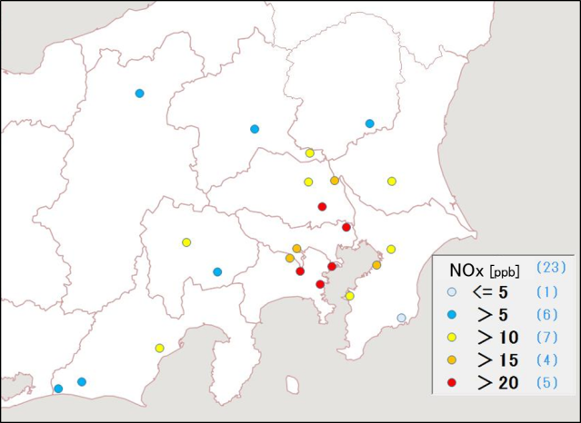 NOx [ppb] (23)
<= 5 (1)
> 5 (6)
> 10 (7)
> 15 (4)
> 20 (5)